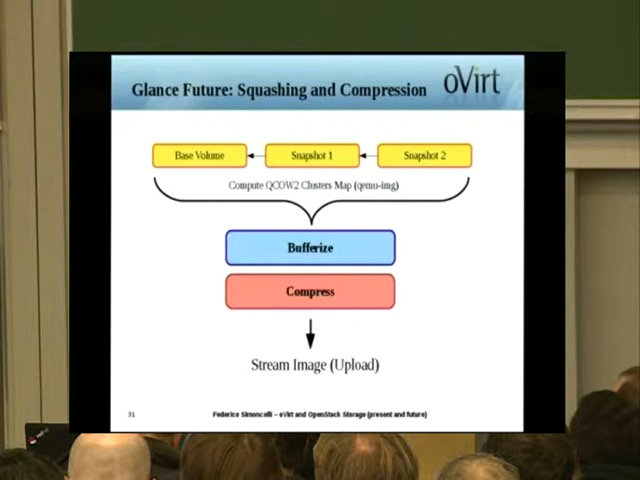 Glance Future: Squashing and Compression
oVirt
Base Volume
Snapshot 1
Snapshot 2
Compute QCOW2 Clusters Map (qemu-img)
Bufferize
Compress
Stream Image (Upload)
31
Federico Simoncelli – oVirt and OpenStack Storage (present and future)